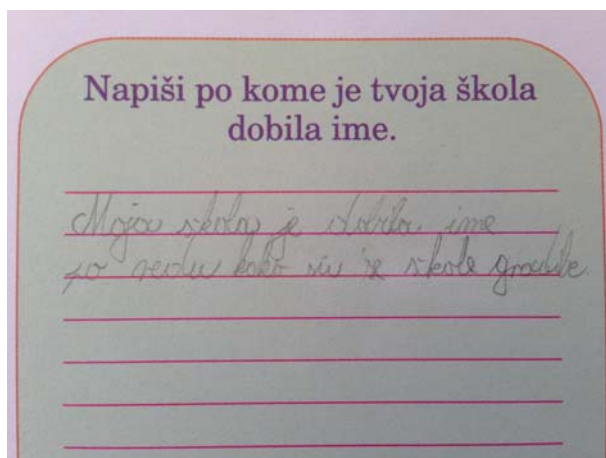 Napiši po kome je tvoja škola
dobila ime.
Moja škola je dobila ime
po redu kako su se škole gradile.